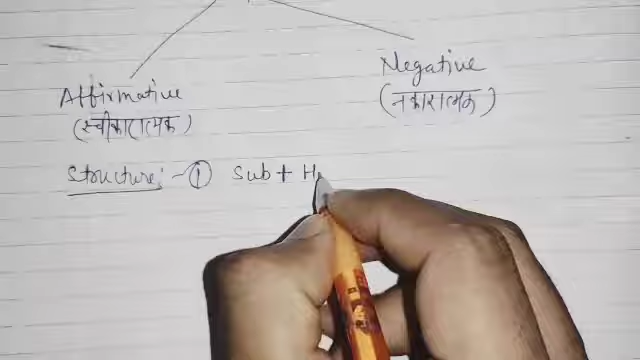 Affirmative
(स्वीकारात्मक)
Negative
(नकारात्मक)
Structure:- ① Sub + H